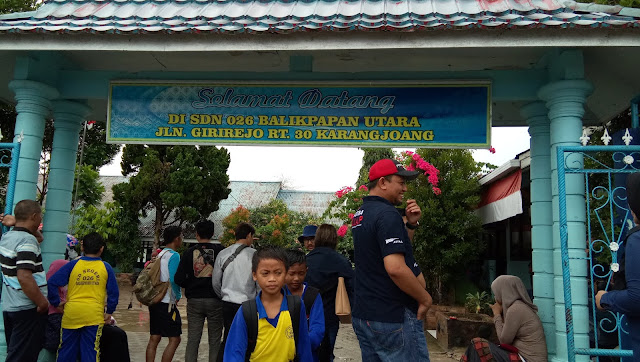 Selamat Datang
DI SDN 026 BALIKPAPAN UTARA
JLN. GIRIREJO RT. 30 KARANGJOANG